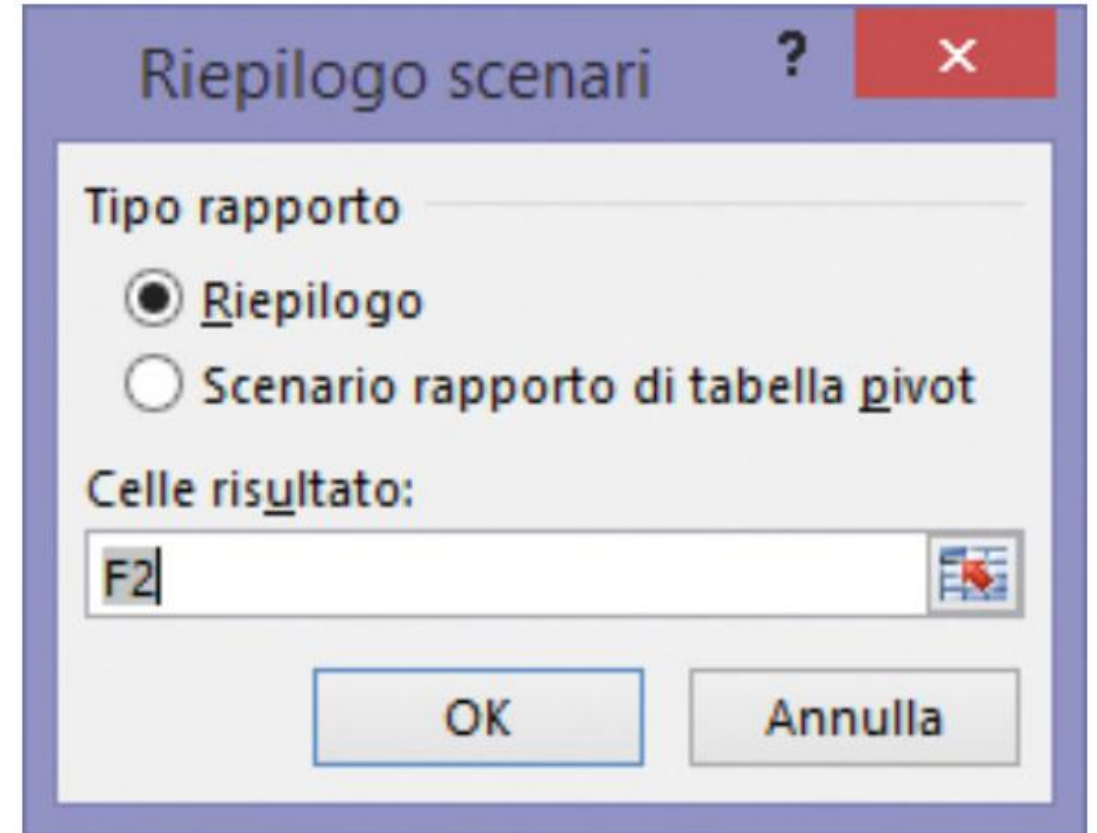 Riepilogo scenari ? ×
Tipo rapporto
Riepilogo
Scenario rapporto di tabella pivot
Celle risultato:
F2
OK Annulla